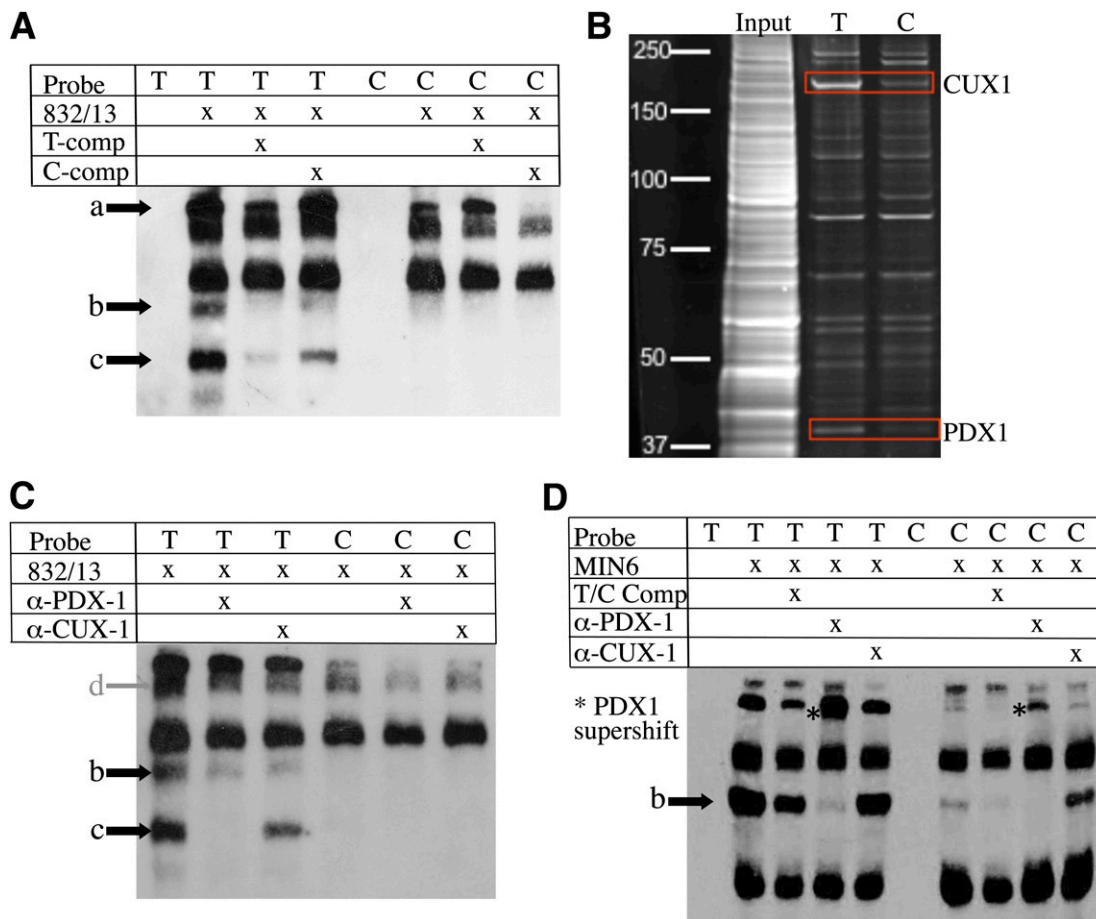 A
Probe T T T T C C C C
832/13 x x x x x x
T-comp x x
C-comp x x
a
b
c
B
Input T C
250
150
100
75
50
37
CUX1
PDX1
C
Probe T T T C C C
832/13 x x x x x x
α-PDX-1 x x
α-CUX-1 x x
d
b
c
D
Probe T T T T T C C C C C
MIN6 x x x x x x x x
T/C Comp x x
α-PDX-1 x x
α-CUX-1 x x
* PDX1
supershift
* *
b